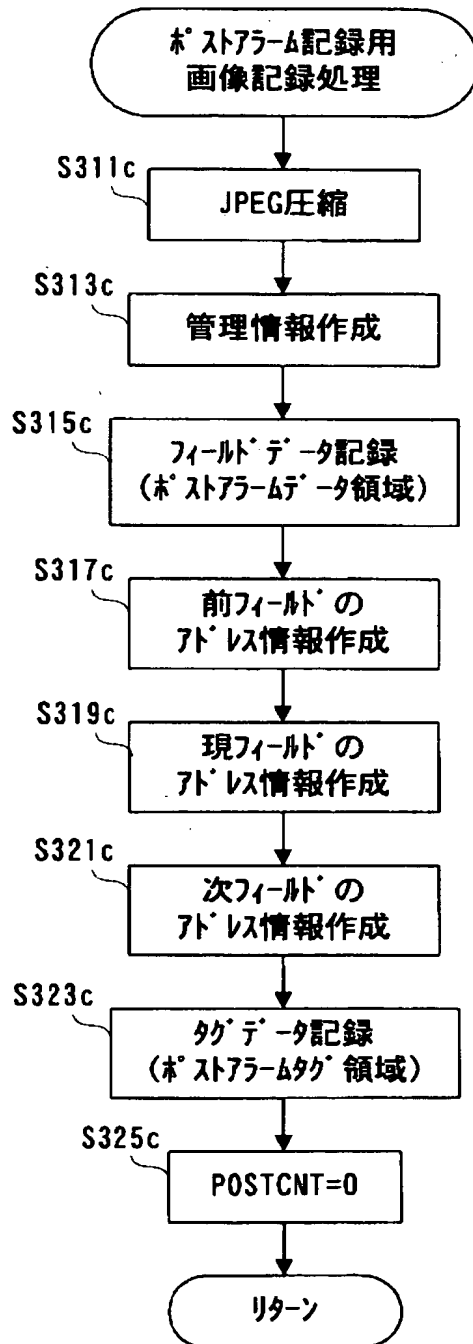 ﾎﾟｽﾄアラーム記録用
画像記録処理
S311c
JPEG圧縮
S313c
管理情報作成
S315c
ﾌｨｰﾙﾄﾞﾃﾞｰﾀ記録
(ﾎﾟｽﾄｱﾗｰﾑﾃﾞｰﾀ領域)
S317c
前ﾌｨｰﾙﾄﾞの
ｱﾄﾞﾚｽ情報作成
S319c
現ﾌｨｰﾙﾄﾞの
ｱﾄﾞﾚｽ情報作成
S321c
次ﾌｨｰﾙﾄﾞの
ｱﾄﾞﾚｽ情報作成
S323c
ﾀｸﾞﾃﾞｰﾀ記録
(ﾎﾟｽﾄｱﾗｰﾑﾀｸﾞ領域)
S325c
POSTCNT=0
ﾘﾀｰﾝ